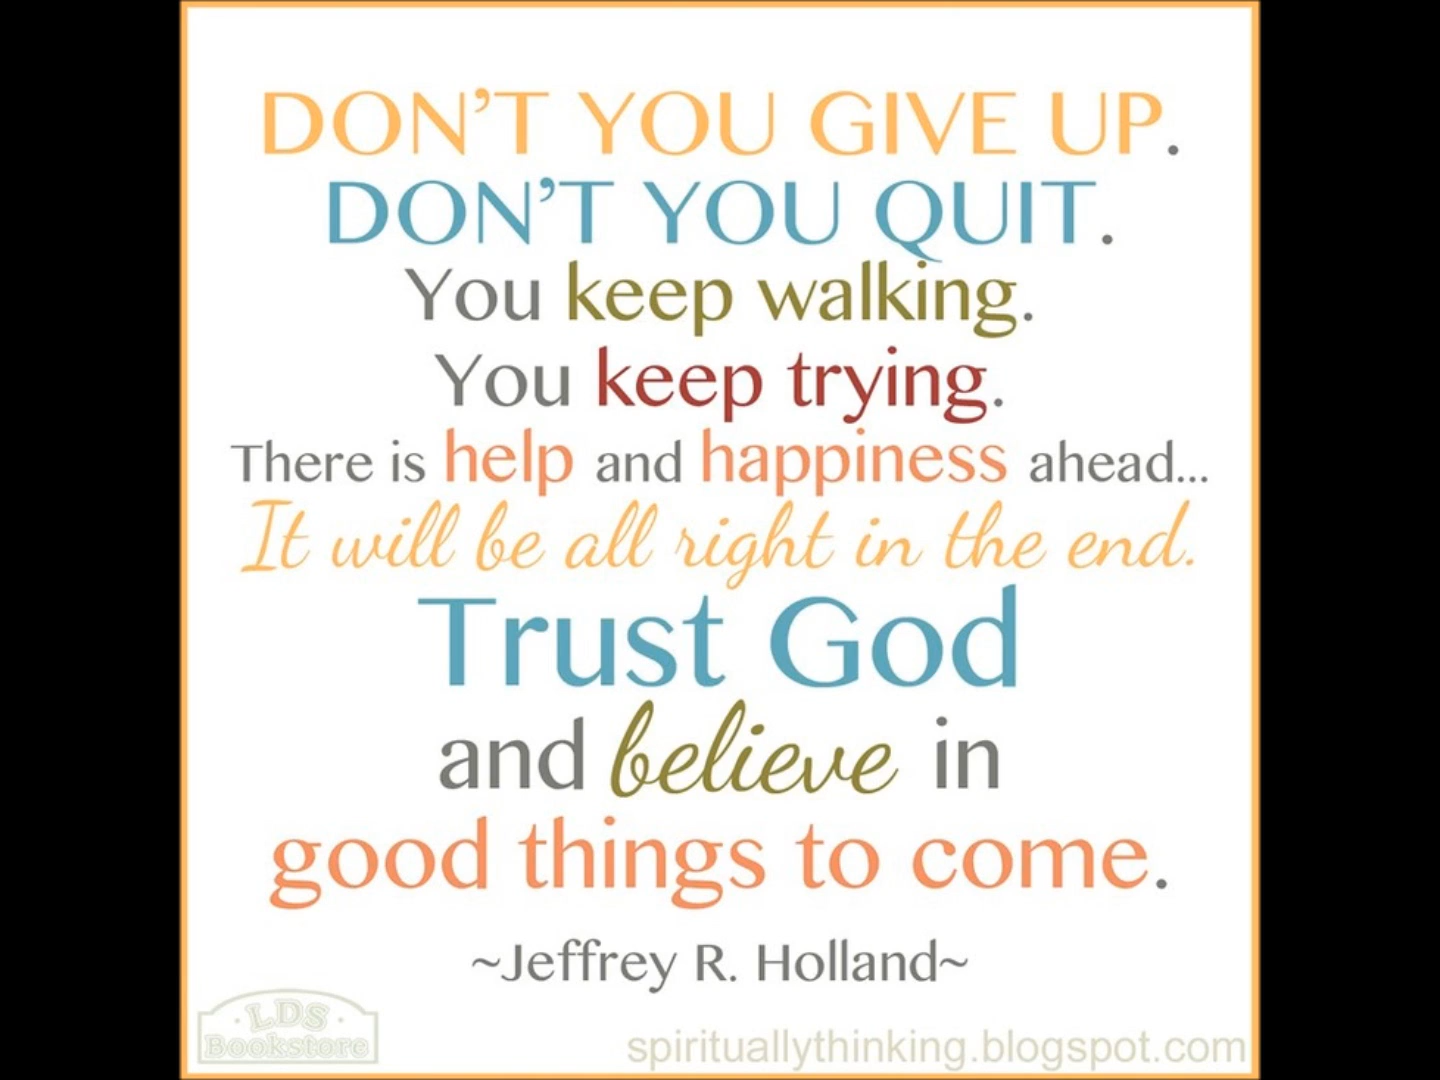 DON'T YOU GIVE UP.
DON'T YOU QUIT.
You keep walking.
You keep trying.
There is help and happiness ahead...
It will be all right in the end.
Trust God
and believe in
good things to come.
~Jeffrey R. Holland~
LDS
Bookstore
spiritually­thinking.blogspot.com